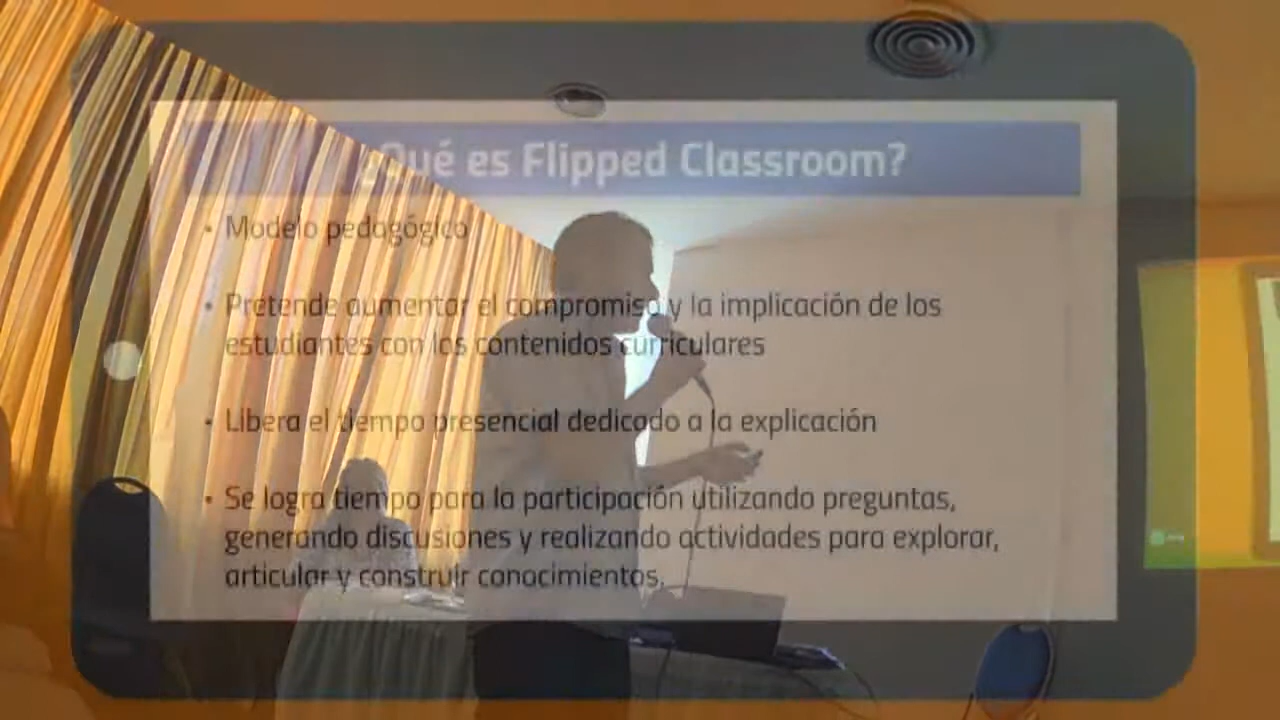 ¿Qué es Flipped Classroom?
• Modelo pedagógico
• Pretende aumentar el compromiso y la implicación de los
estudiantes con los contenidos curriculares
• Libera el tiempo presencial dedicado a la explicación
• Se logra tiempo para la participación utilizando preguntas,
generando discusiones y realizando actividades para explorar,
articular y construir conocimientos.